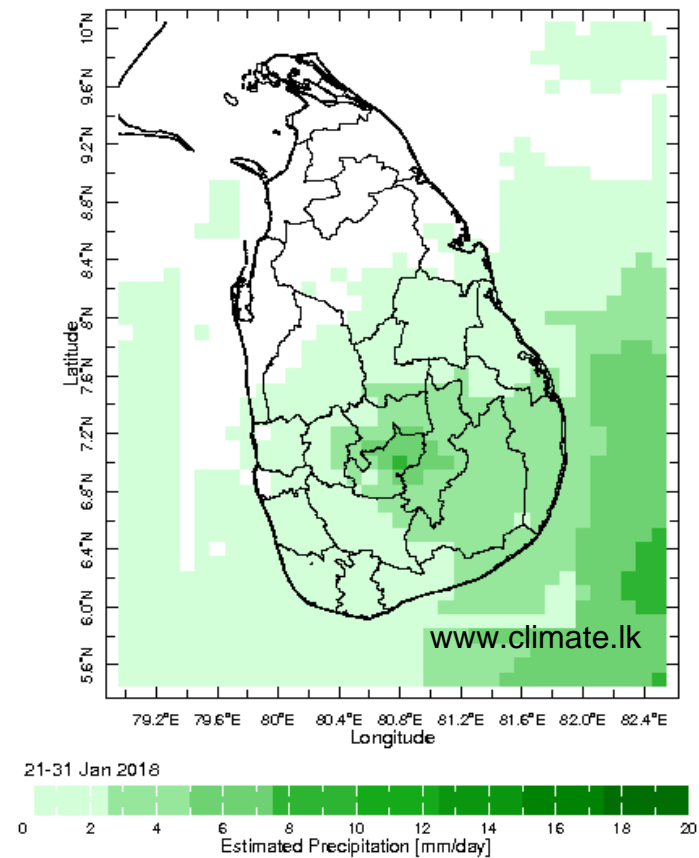 10°N
9.6°N
9.2°N
8.8°N
8.4°N
8°N
7.6°N
7.2°N
6.8°N
6.4°N
6.0°N
5.6°N
Latitude
www.climate.lk
79.2°E 79.6°E 80°E 80.4°E 80.8°E 81.2°E 81.6°E 82.0°E 82.4°E
Longitude
21-31 Jan 2018
0 2 4 6 8 10 12 14 16 18 20
Estimated Precipitation [mm/day]